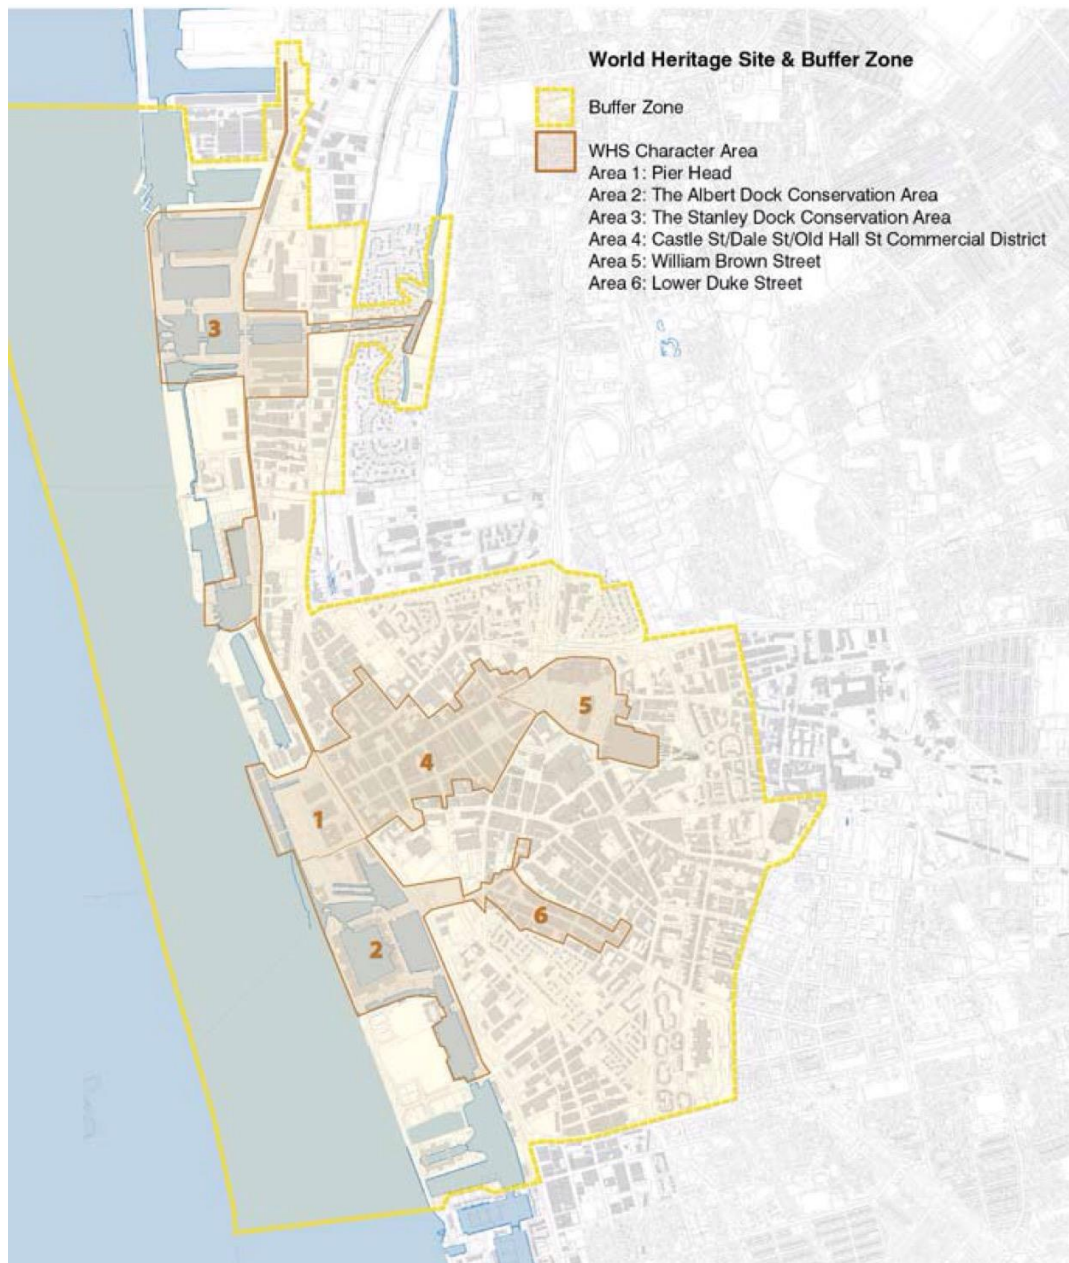 World Heritage Site & Buffer Zone
Buffer Zone
WHS Character Area
Area 1: Pier Head
Area 2: The Albert Dock Conservation Area
Area 3: The Stanley Dock Conservation Area
Area 4: Castle St/Dale St/Old Hall St Commercial District
Area 5: William Brown Street
Area 6: Lower Duke Street
3
5
4
1
6
2